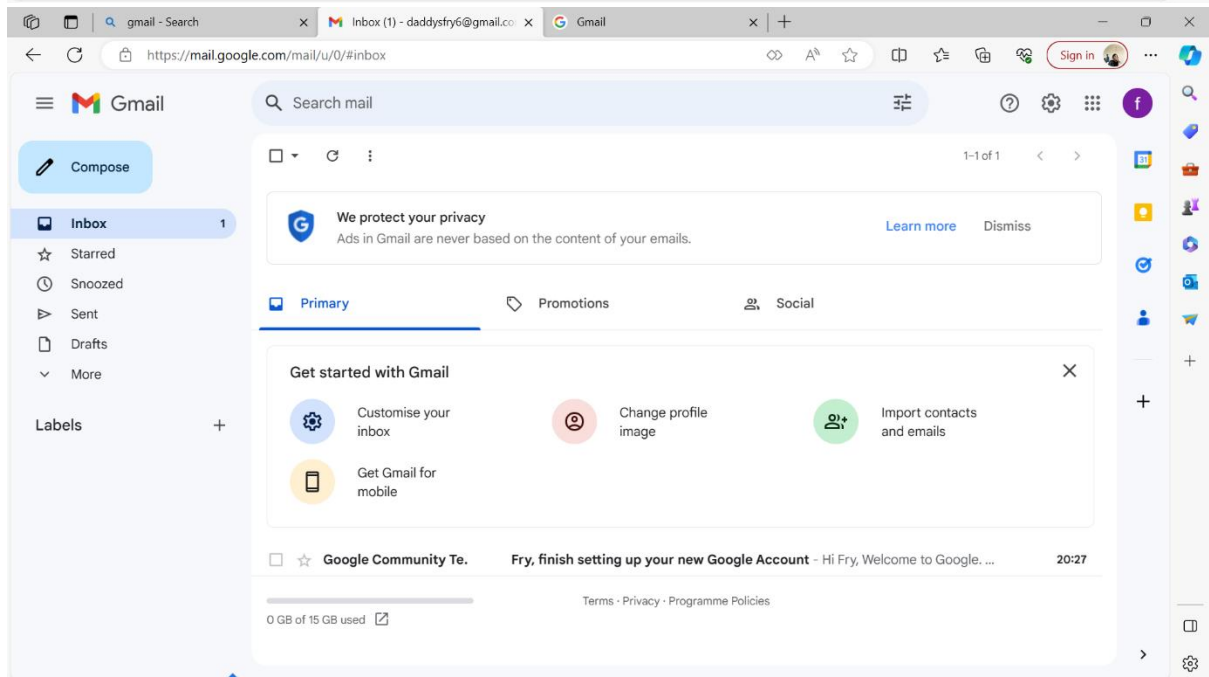 gmail - Search
Inbox (1) - daddysfry6@gmail.co
Gmail
https://mail.google.com/mail/u/0/#inbox
Sign in
Gmail
Search mail
f
Compose
1–1 of 1
31
Inbox 1
Starred
Snoozed
Sent
Drafts
More
Labels
We protect your privacy
Ads in Gmail are never based on the content of your emails.
Learn more Dismiss
Primary Promotions Social
Get started with Gmail
Customise your
inbox
Change profile
image
Import contacts
and emails
Get Gmail for
mobile
Google Community Te. Fry, finish setting up your new Google Account - Hi Fry, Welcome to Google. ... 20:27
Terms · Privacy · Programme Policies
0 GB of 15 GB used